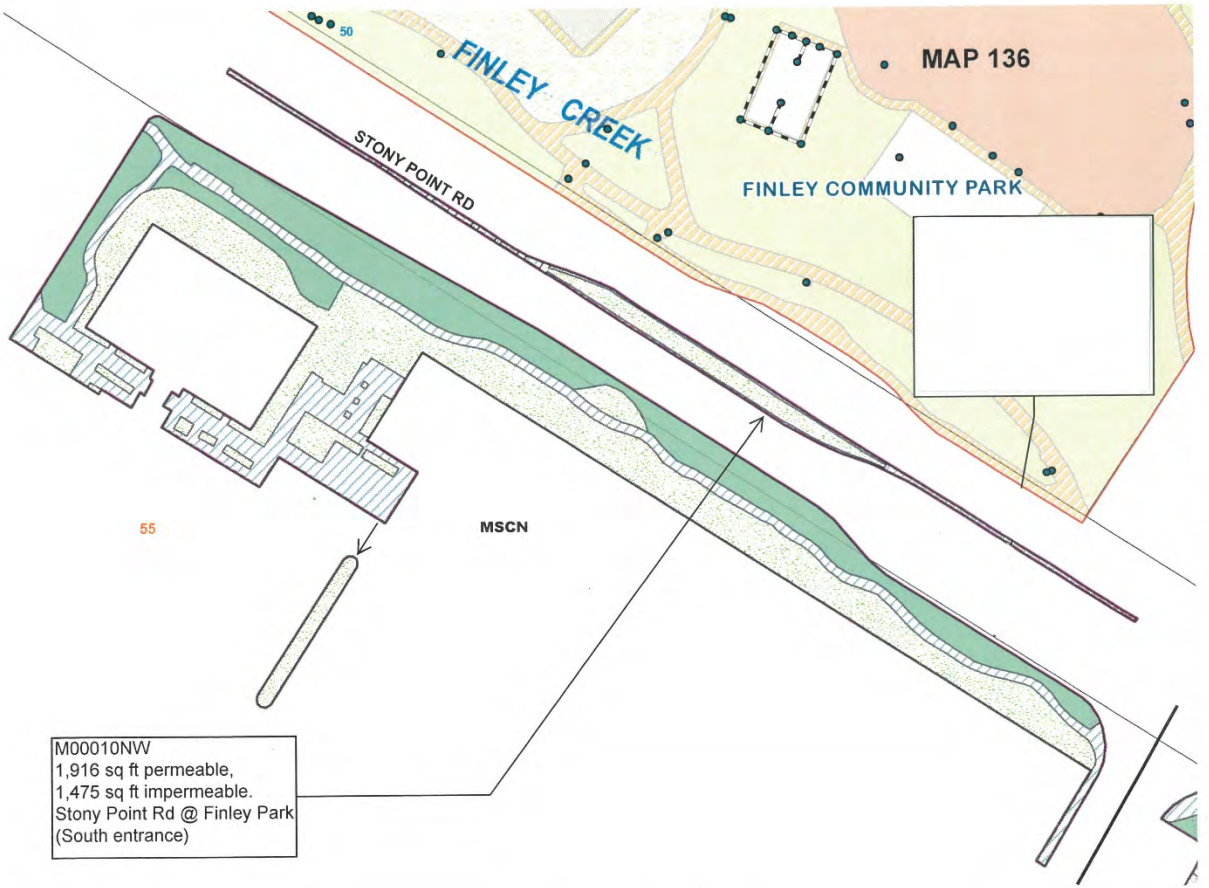 50
FINLEY CREEK
MAP 136
STONY POINT RD
FINLEY COMMUNITY PARK
55
MSCN
M00010NW
1,916 sq ft permeable,
1,475 sq ft impermeable.
Stony Point Rd @ Finley Park
(South entrance)